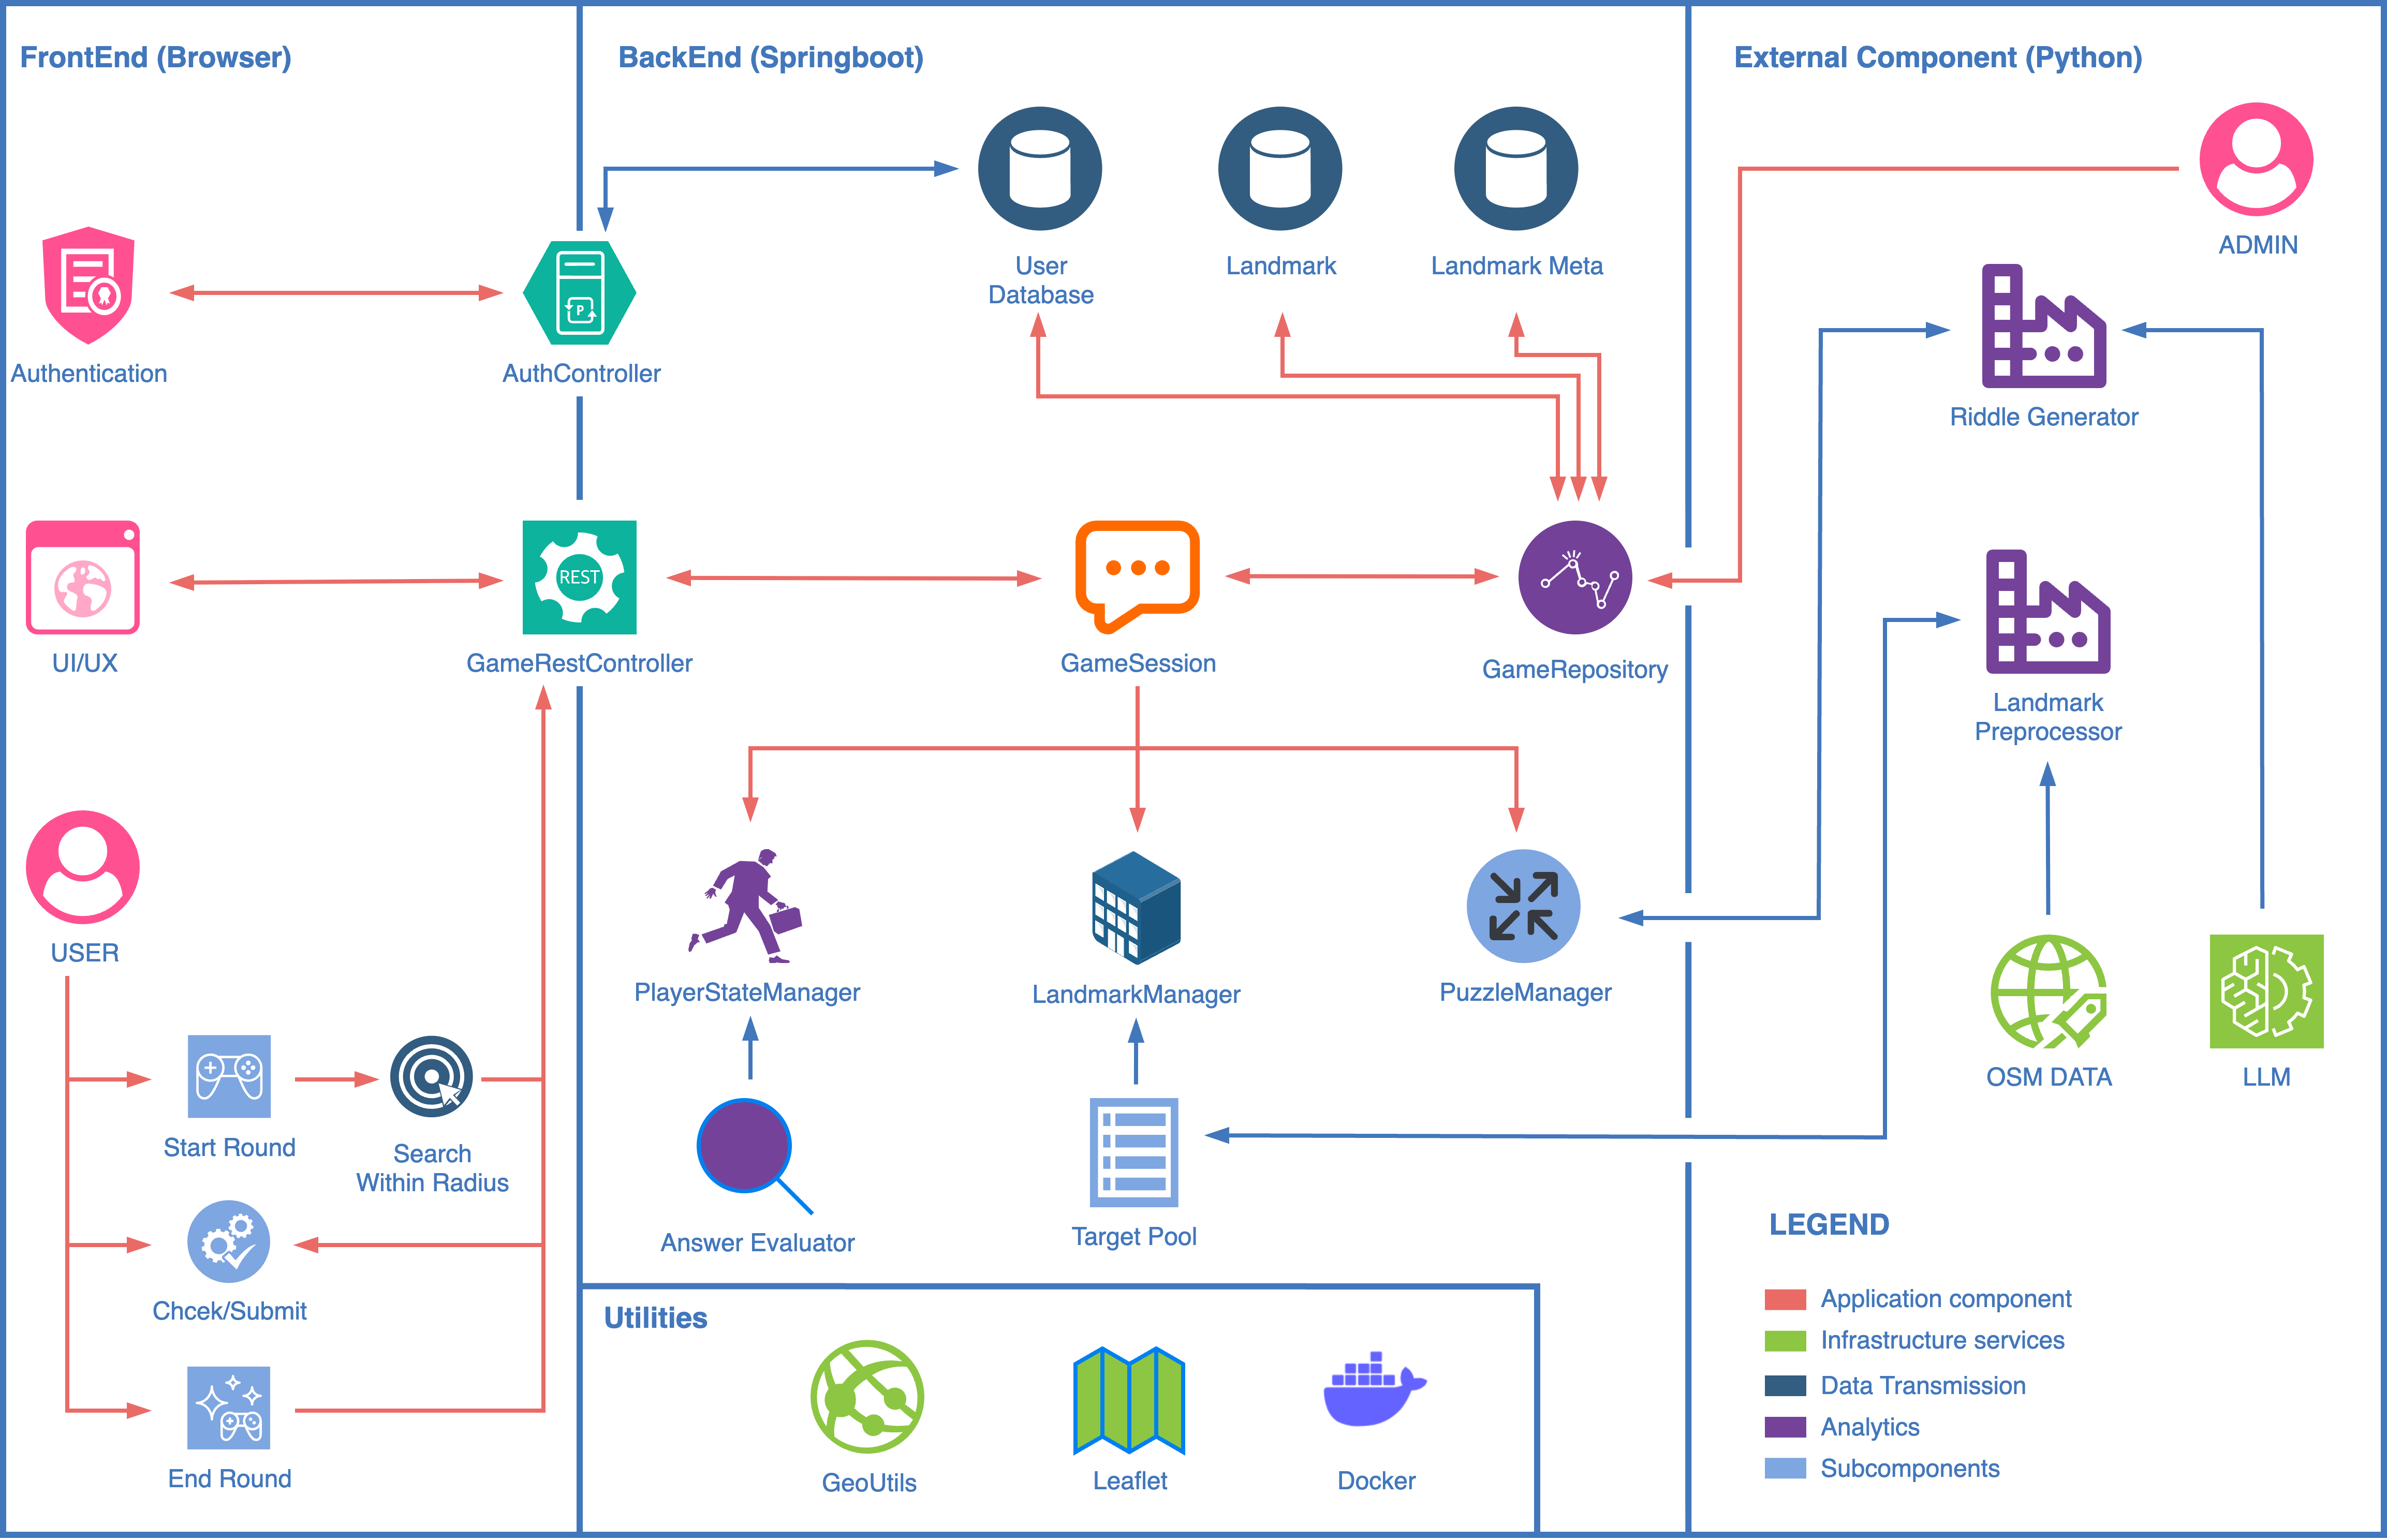 FrontEnd (Browser)
BackEnd (Springboot)
External Component (Python)
User
Database
Landmark
Landmark Meta
ADMIN
Authentication
AuthController
P
Riddle Generator
REST
UI/UX
GameRestController
GameSession
GameRepository
Landmark
Preprocessor
USER
PlayerStateManager
LandmarkManager
PuzzleManager
OSM DATA
LLM
Start Round
Search
Within Radius
Answer Evaluator
Target Pool
Chcek/Submit
End Round
Utilities
GeoUtils
Leaflet
Docker
LEGEND
Application component
Infrastructure services
Data Transmission
Analytics
Subcomponents